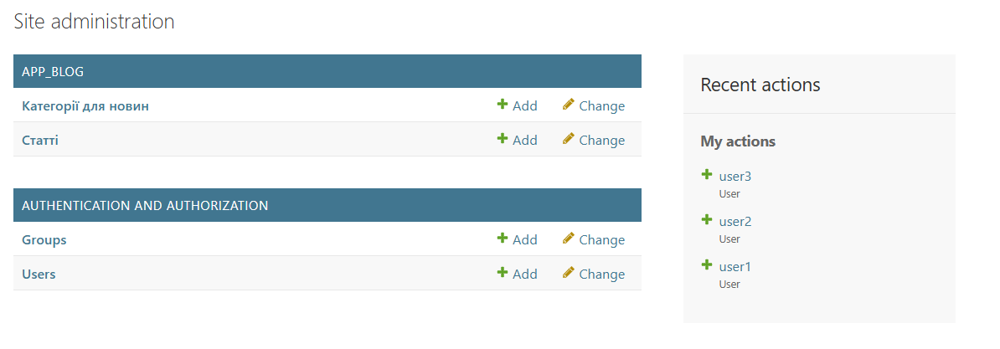 Site administration
APP_BLOG
Категорії для новин Add Change
Статті Add Change
AUTHENTICATION AND AUTHORIZATION
Groups Add Change
Users Add Change
Recent actions
My actions
user3
User
user2
User
user1
User